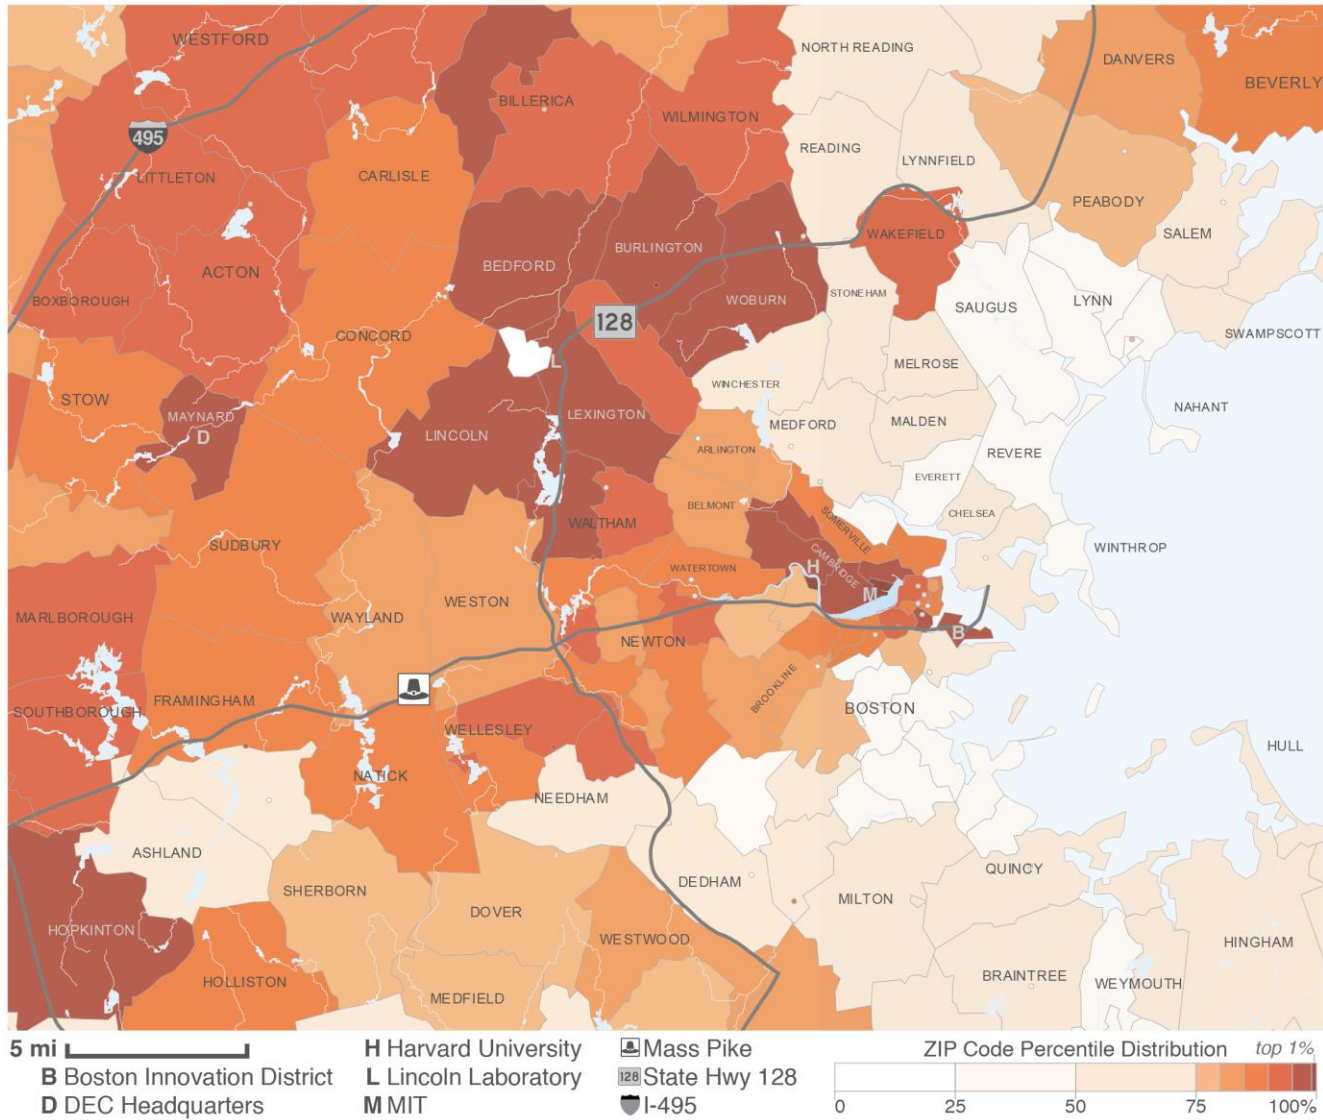 WESTFORD
NORTH READING
DANVERS
BEVERLY
BILLERICA
WILMINGTON
495
READING
LYNNFIELD
LITTLETON
CARLISLE
PEABODY
SALEM
WAKEFIELD
BURLINGTON
BEDFORD
ACTON
BOXBOROUGH
WOBURN
STONEHAM
SAUGUS
LYNN
128
CONCORD
SWAMPSCOTT
L
MELROSE
WINCHESTER
STOW
NAHANT
MAYNARD
D
LINCOLN
LEXINGTON
MEDFORD
MALDEN
ARLINGTON
REVERE
EVERETT
BELMONT
CHELSEA
WALTHAM
SOMERVILLE
SUDBURY
WINTHROP
CAMBRIDGE
H
WATERTOWN
M
WESTON
MARLBOROUGH
WAYLAND
B
NEWTON
BROOKLINE
FRAMINGHAM
SOUTHBOROUGH
BOSTON
WELLESLEY
HULL
NATICK
NEEDHAM
ASHLAND
QUINCY
SHERBORN
DEDHAM
MILTON
DOVER
HOPKINTON
WESTWOOD
HINGHAM
HOLLISTON
BRAINTREE
WEYMOUTH
MEDFIELD
5 mi
B Boston Innovation District
D DEC Headquarters
H Harvard University
L Lincoln Laboratory
M MIT
Mass Pike
128 State Hwy 128
I-495
ZIP Code Percentile Distribution top 1%
0 25 50 75 100%